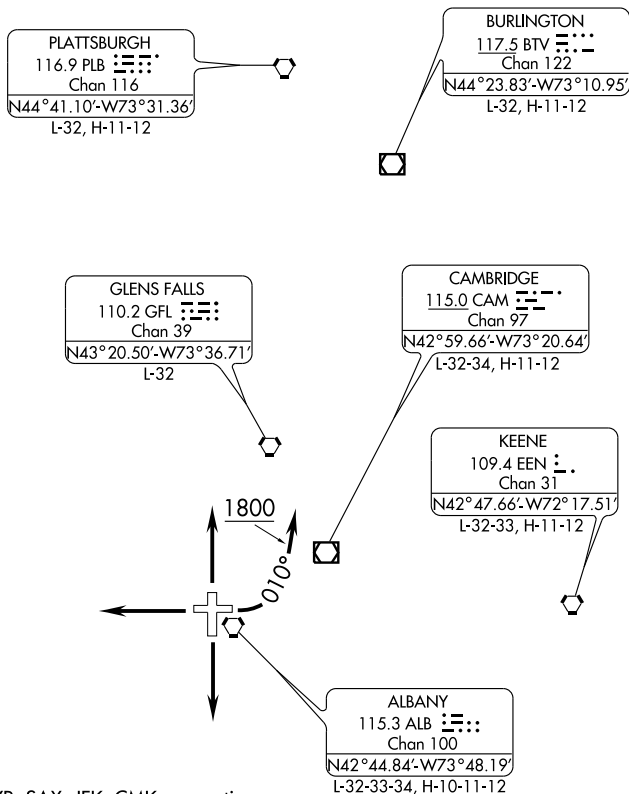 PLATTSBURGH
116.9 PLB
Chan 116
N44°41.10’-W73°31.36’
L-32, H-11-12
BURLINGTON
117.5 BTV
Chan 122
N44°23.83’-W73°10.95’
L-32, H-11-12
GLENS FALLS
110.2 GFL
Chan 39
N43°20.50’-W73°36.71’
L-32
CAMBRIDGE
115.0 CAM
Chan 97
N42°59.66’-W73°20.64’
L-32-34, H-11-12
KEENE
109.4 EEN
Chan 31
N42°47.66’-W72°17.51’
L-32-33, H-11-12
1800
010°
ALBANY
115.3 ALB
Chan 100
N42°44.84’-W73°48.19’
L-32-33-34, H-10-11-12
SAX, JFK, CMK